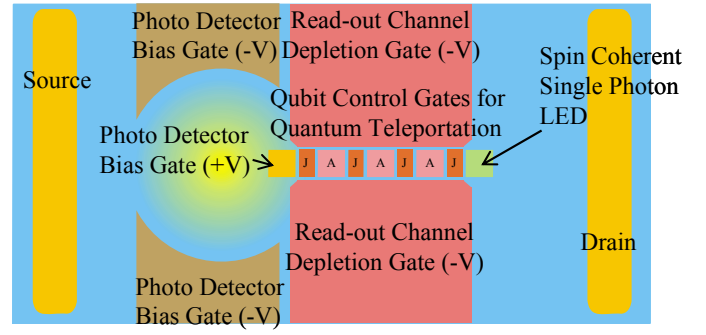 Photo Detector
Bias Gate (-V)
Read-out Channel
Depletion Gate (-V)
Spin Coherent
Single Photon
LED
Source
Qubit Control Gates for
Quantum Teleportation
Photo Detector
Bias Gate (+V)
J A J A J A J
Read-out Channel
Depletion Gate (-V)
Drain
Photo Detector
Bias Gate (-V)